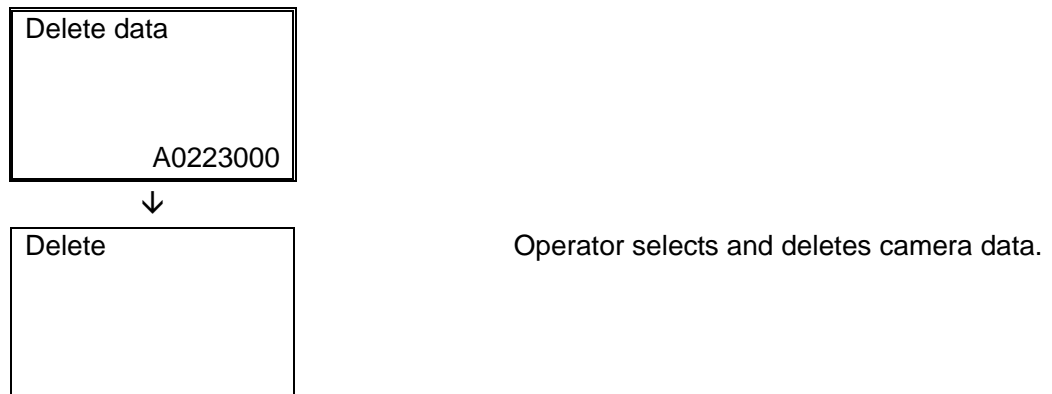 Delete data
A0223000
↓
Delete
Operator selects and deletes camera data.